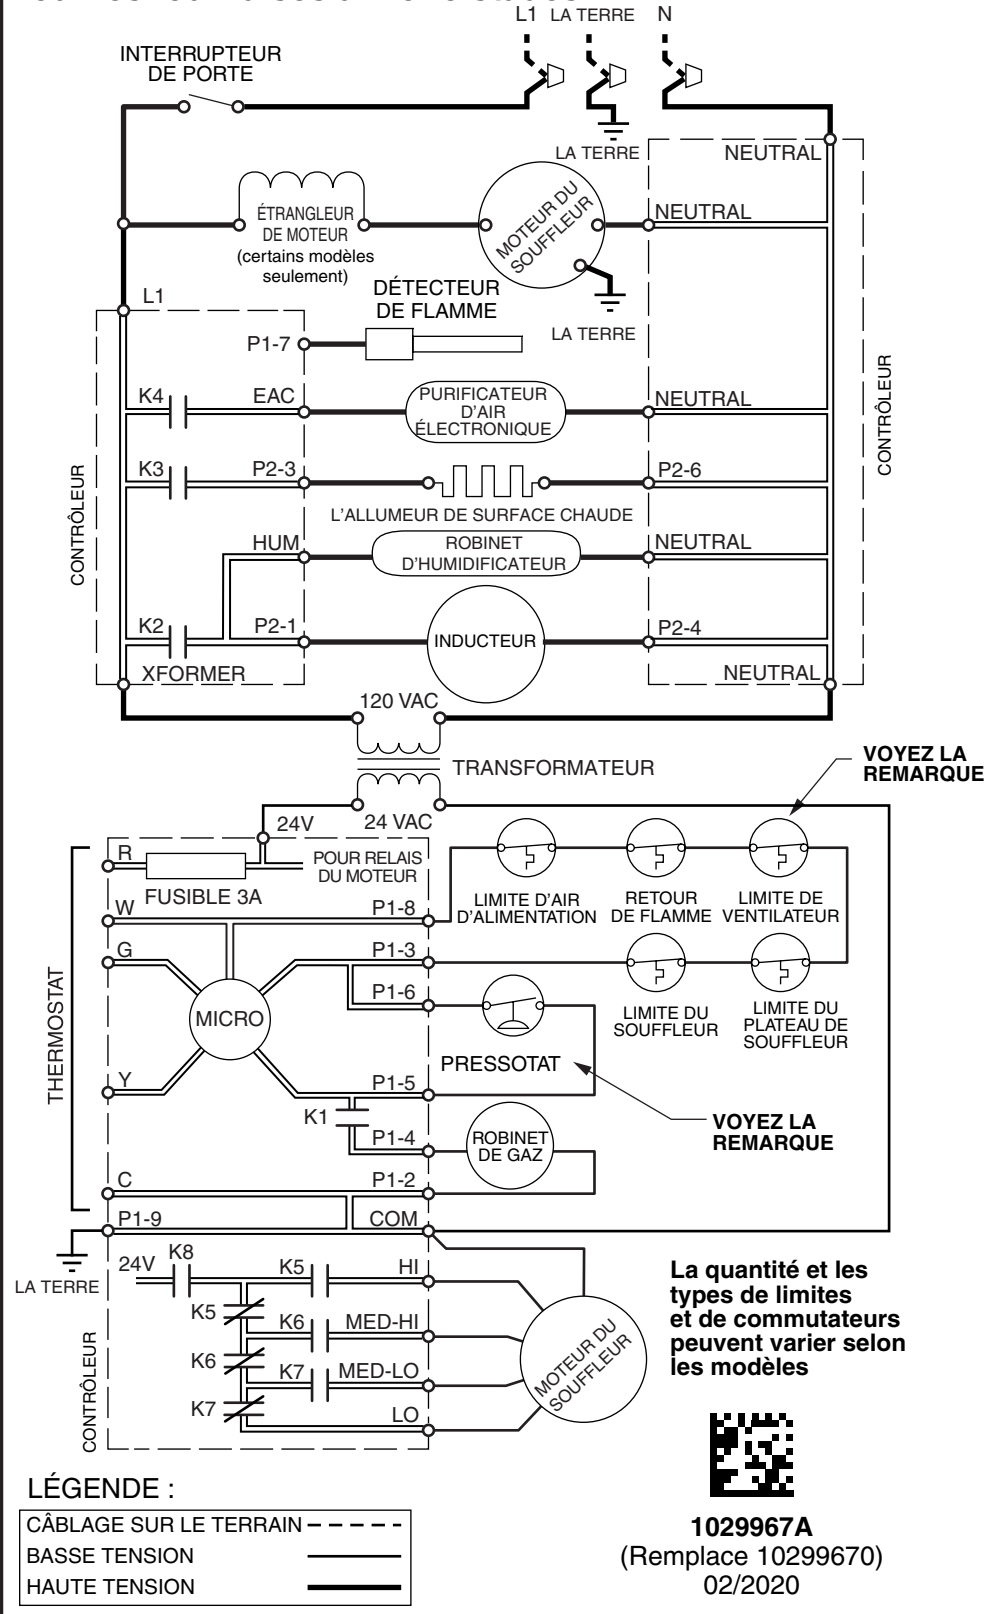 L1 LA TERRE N
INTERRUPTEUR
DE PORTE
LA TERRE
NEUTRAL
ÉTRANGLEUR
DE MOTEUR
(certains modèles
seulement)
MOTEUR DU
SOUFFLEUR
NEUTRAL
L1
DÉTECTEUR
DE FLAMME
LA TERRE
P1-7
K4
EAC
PURIFICATEUR
D'AIR
ÉLECTRONIQUE
NEUTRAL
CONTRÔLEUR
K3
P2-3
P2-6
CONTRÔLEUR
L'ALLUMEUR DE SURFACE CHAUDE
HUM
ROBINET
D'HUMIDIFICATEUR
NEUTRAL
K2
P2-1
INDUCTEUR
P2-4
XFORMER
NEUTRAL
120 VAC
TRANSFORMATEUR
VOYEZ LA
REMARQUE
24V
24 VAC
R
POUR RELAIS
DU MOTEUR
FUSIBLE 3A
LIMITE D'AIR
D'ALIMENTATION
RETOUR
DE FLAMME
LIMITE DE
VENTILATEUR
W
P1-8
G
P1-3
P1-6
MICRO
LIMITE DU
SOUFFLEUR
LIMITE DU
PLATEAU DE
SOUFFLEUR
THERMOSTAT
PRESSOTAT
Y
P1-5
K1
P1-4
ROBINET
DE GAZ
VOYEZ LA
REMARQUE
C
P1-2
P1-9
COM
LA TERRE
24V
K8
K5
HI
K5
K6
MED-HI
K6
K7
MED-LO
K7
LO
CONTRÔLEUR
MOTEUR DU
SOUFFLEUR
La quantité et les
types de limites
et de commutateurs
peuvent varier selon
les modèles
LÉGENDE :
CÂBLAGE SUR LE TERRAIN
BASSE TENSION
HAUTE TENSION
1029967A
(Remplace 10299670)
02/2020